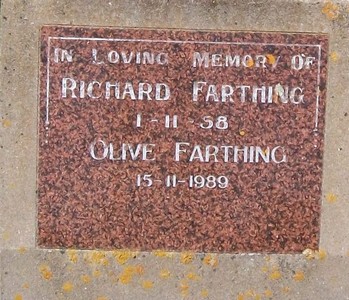 In Loving Memory Of
Richard Farthing
1-11-58
Olive Farthing
15-11-1989